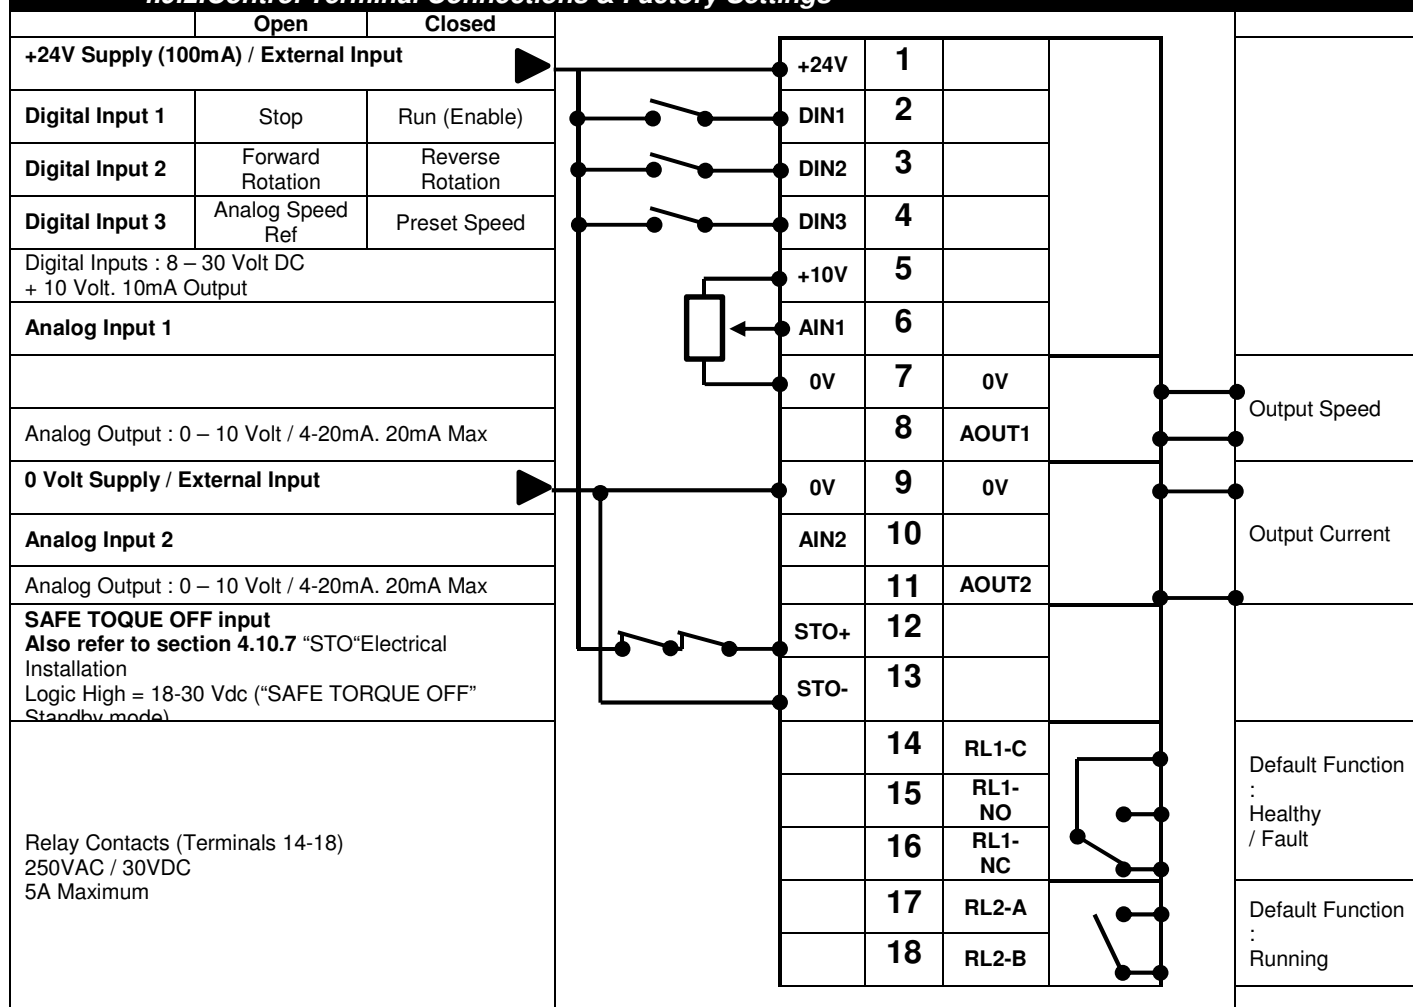 Control Terminal Connections & Factory Settings
Open Closed
+24V Supply (100mA) / External Input
+24V 1
Digital Input 1 Stop Run (Enable)
DIN1 2
Digital Input 2 Forward Rotation Reverse Rotation
DIN2 3
Digital Input 3 Analog Speed Ref Preset Speed
DIN3 4
Digital Inputs : 8 – 30 Volt DC
+ 10 Volt. 10mA Output
+10V 5
Analog Input 1
AIN1 6
0V 7 0V
Output Speed
Analog Output : 0 – 10 Volt / 4-20mA. 20mA Max
8 AOUT1
0 Volt Supply / External Input
0V 9 0V
Analog Input 2
AIN2 10
Output Current
Analog Output : 0 – 10 Volt / 4-20mA. 20mA Max
11 AOUT2
SAFE TOQUE OFF input
Also refer to section 4.10.7 “STO“Electrical
Installation
Logic High = 18-30 Vdc (“SAFE TORQUE OFF”
Standby mode)
STO+ 12
STO- 13
14 RL1-C
15 RL1-
NO
16 RL1-
NC
Default Function
:
Healthy
/ Fault
Relay Contacts (Terminals 14-18)
250VAC / 30VDC
5A Maximum
17 RL2-A
18 RL2-B
Default Function
:
Running